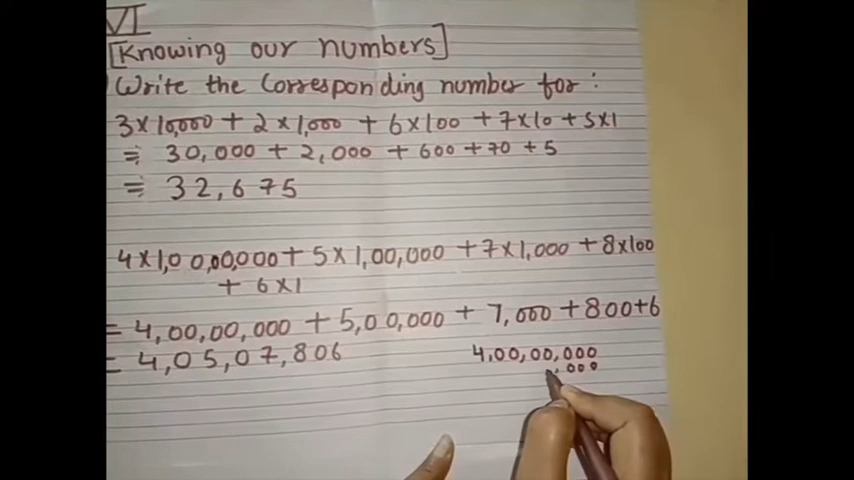 VI
[Knowing our numbers]
Write the Corresponding number for:
3×10,000 + 2×1,000 + 6×100 + 7×10 + 5×1
⇒ 30,000 + 2,000 + 600 + 70 + 5
⇒ 32,675
4×1,00,00,000 + 5×1,00,000 + 7×1,000 + 8×100
+ 6×1
= 4,00,00,000 + 5,00,000 + 7,000 + 800+6
= 4,05,07,806 4,00,00,000
,000